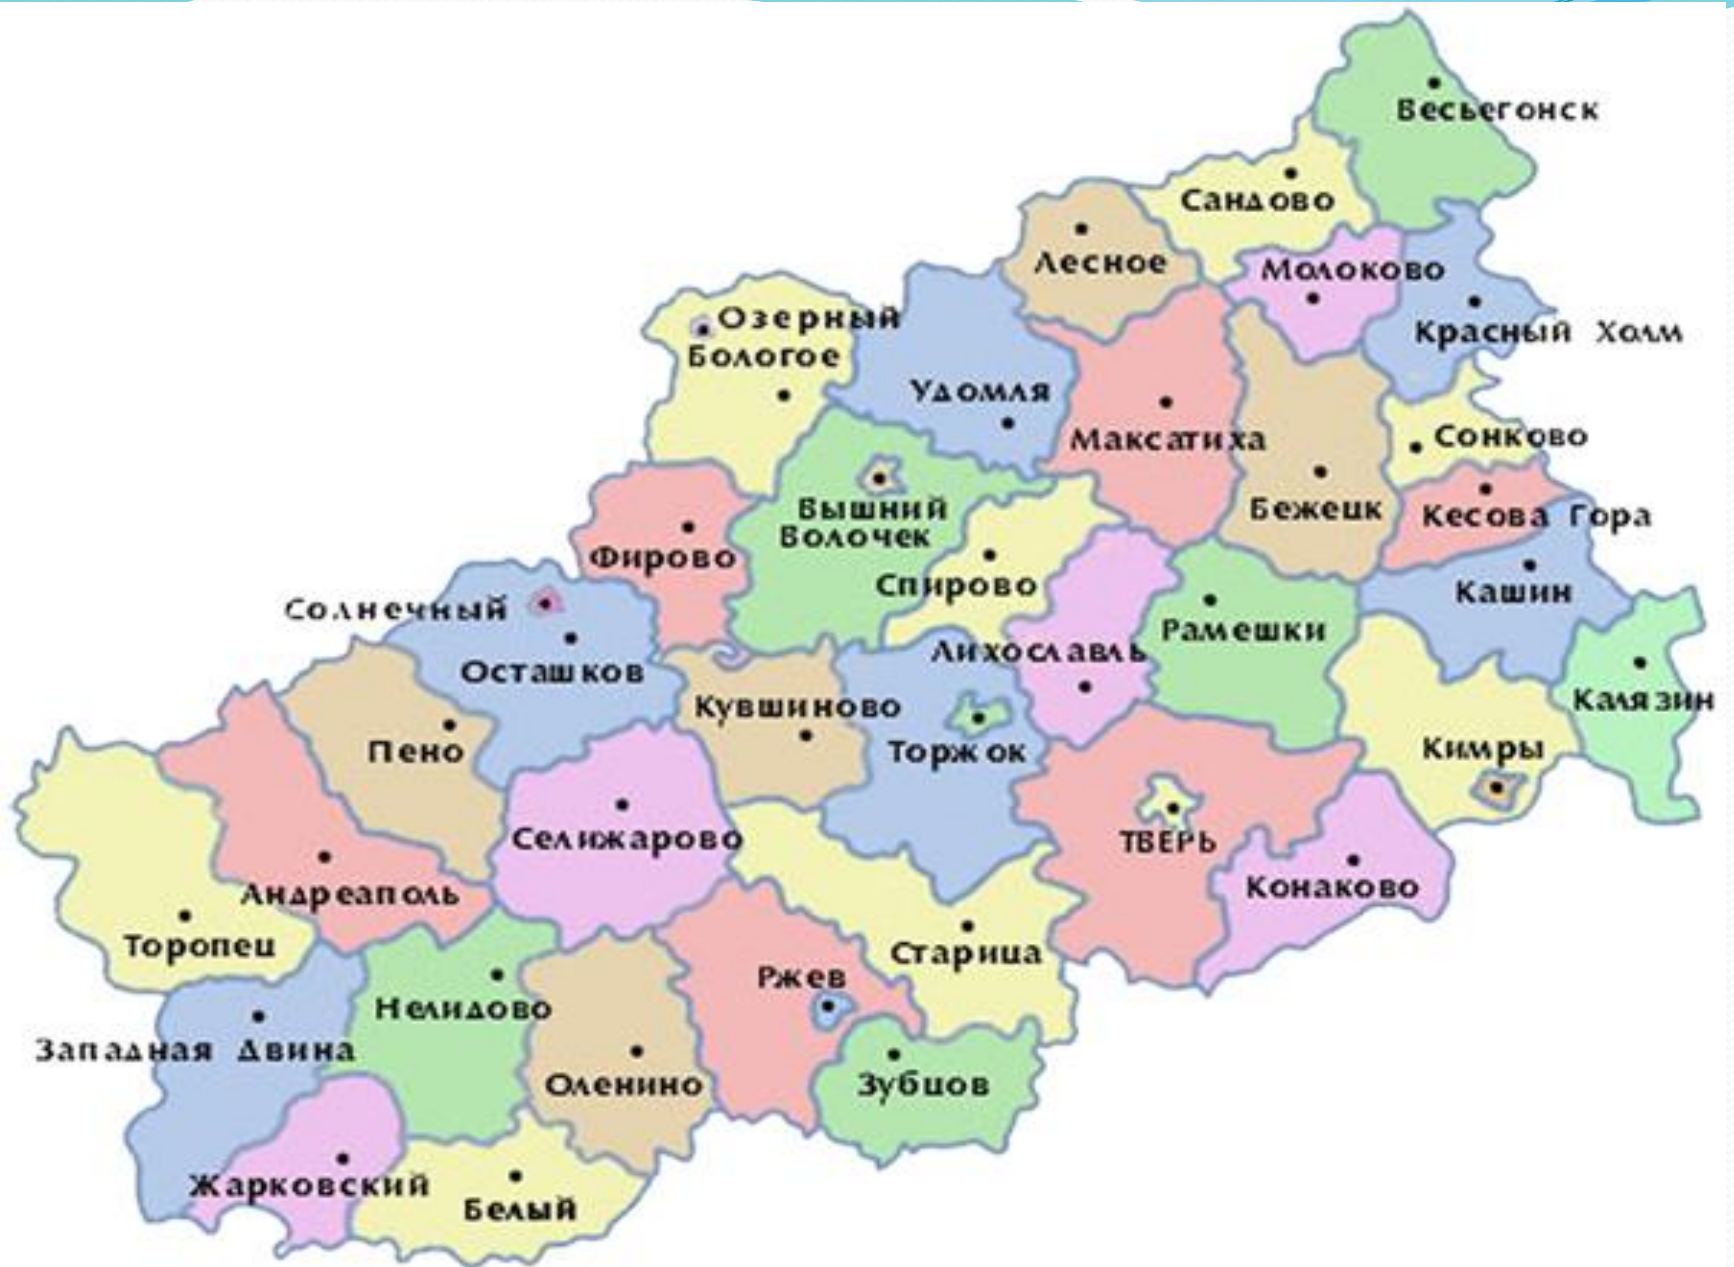 Весьегонск
Сандово
Лесное
Молоково
Озерный
Красный Холм
Бологое
Удомля
Максатиха
Сонково
Вышний
Волочек
Бежецк
Кесова Гора
Фирово
Спирово
Кашин
Солнечный
Рамешки
Лихославль
Осташков
Калязин
Кувшиново
Пено
Торжок
Кимры
Селижарово
ТВЕРЬ
Конаково
Андреаполь
Торопец
Старица
Ржев
Нелидово
Западная Двина
Оленино
Зубцов
Жарковский
Белый